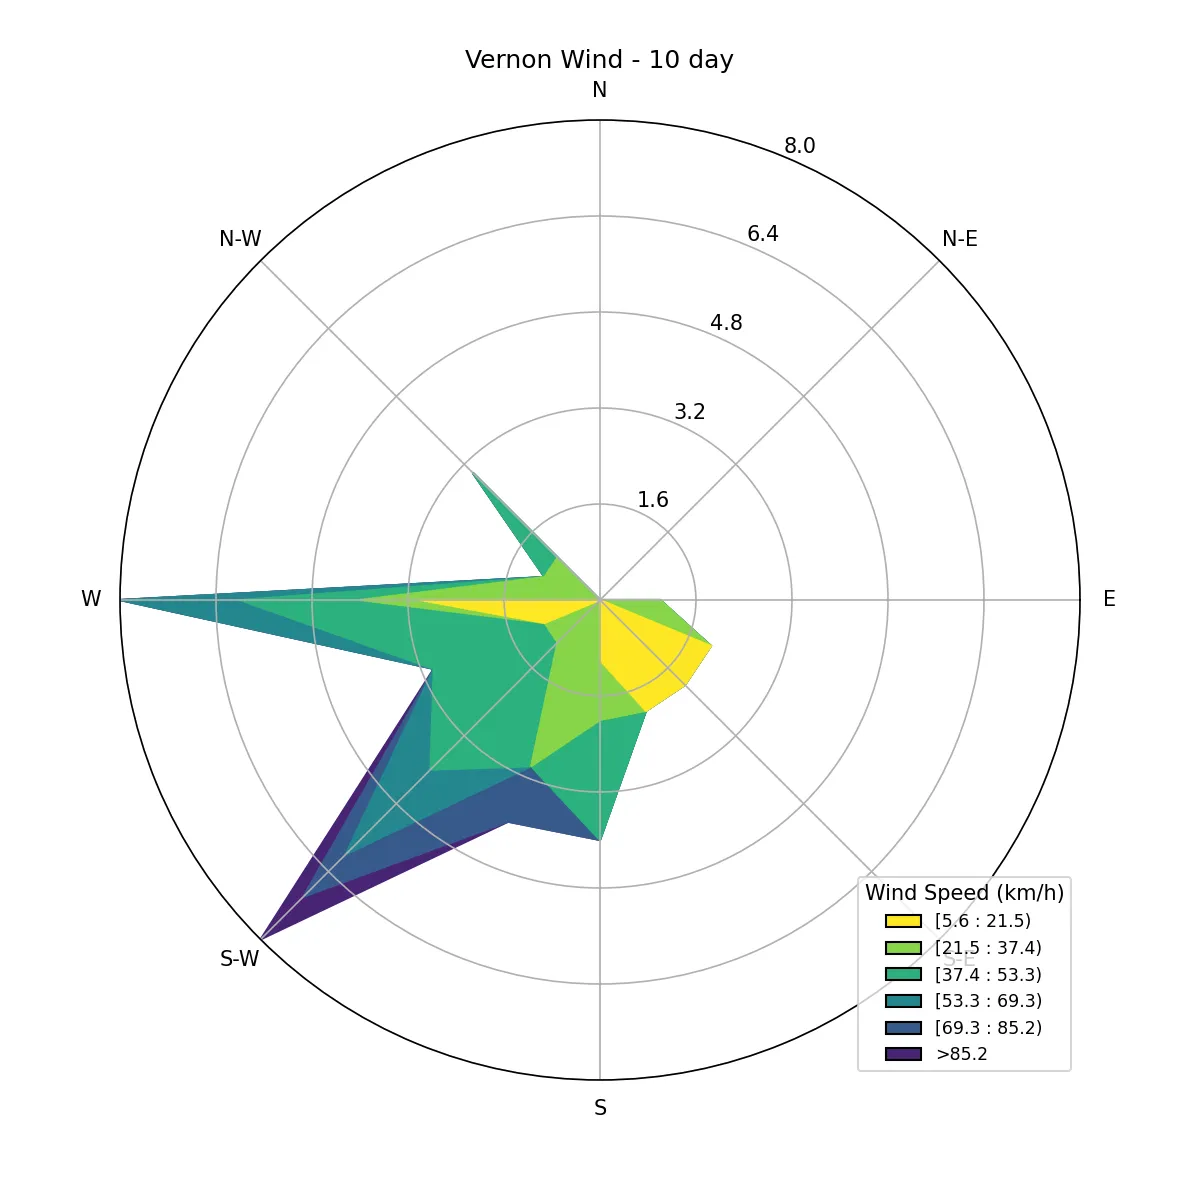 Vernon Wind - 10 day
N
8.0
N-W
6.4
N-E
4.8
3.2
1.6
W
E
Wind Speed (km/h)
[5.6 : 21.5)
[21.5 : 37.4)
S-W
S-E
[37.4 : 53.3)
[53.3 : 69.3)
[69.3 : 85.2)
>85.2
S